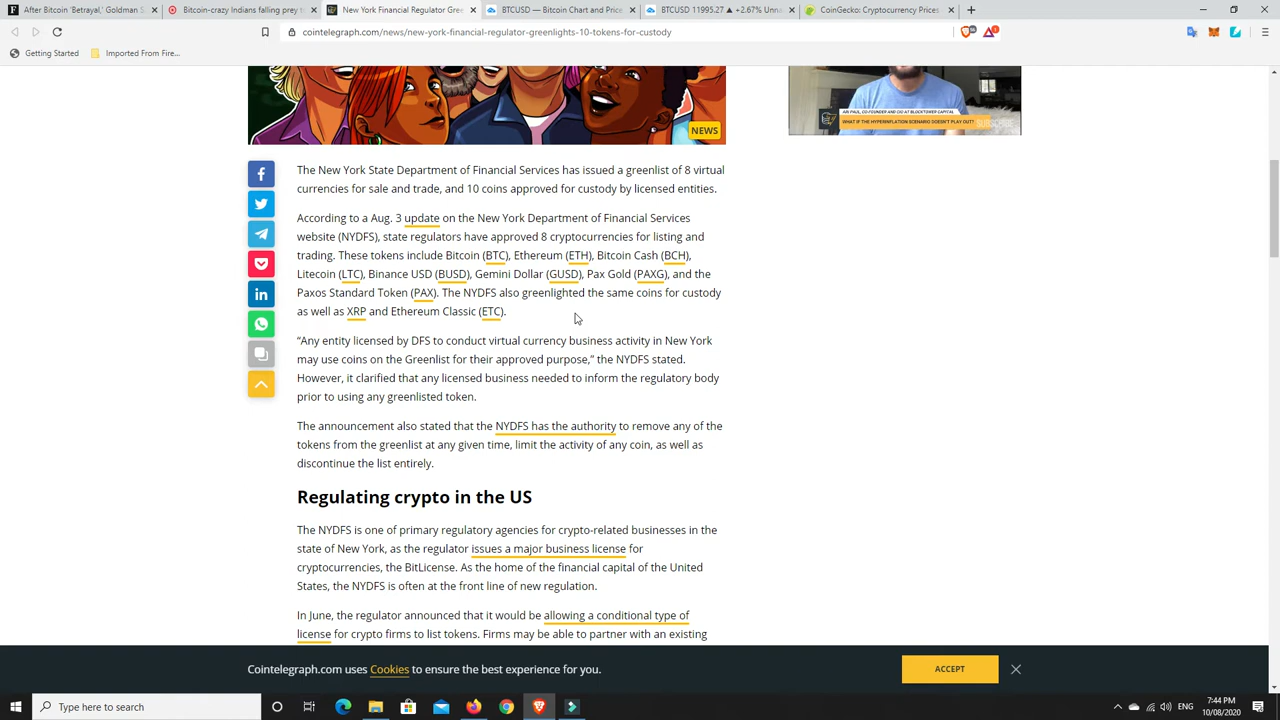 After Bitcoin 'Betrayal,' Goldman S
Bitcoin-crazy Indians falling prey t
New York Financial Regulator Gre
BTCUSD — Bitcoin Chart and Pric
BTCUSD 11995.27 ▲ +2.67% Unna
CoinGecko: Cryptocurrency Prices
cointelegraph.com/news/new-york-financial-regulator-greenlights-10-tokens-for-custody
Getting Started
Imported From Fire...
NEWS
WHAT IF THE HYPERINFLATION SCENARIO DOESN'T PLAY OUT?
SUBSCRIBE
The New York State Department of Financial Services has issued a greenlist of 8 virtual
currencies for sale and trade, and 10 coins approved for custody by licensed entities.
According to a Aug. 3 update on the New York Department of Financial Services
website (NYDFS), state regulators have approved 8 cryptocurrencies for listing and
trading. These tokens include Bitcoin (BTC), Ethereum (ETH), Bitcoin Cash (BCH),
Litecoin (LTC), Binance USD (BUSD), Gemini Dollar (GUSD), Pax Gold (PAXG), and the
Paxos Standard Token (PAX). The NYDFS also greenlighted the same coins for custody
as well as XRP and Ethereum Classic (ETC).
“Any entity licensed by DFS to conduct virtual currency business activity in New York
may use coins on the Greenlist for their approved purpose,” the NYDFS stated.
However, it clarified that any licensed business needed to inform the regulatory body
prior to using any greenlisted token.
The announcement also stated that the NYDFS has the authority to remove any of the
tokens from the greenlist at any given time, limit the activity of any coin, as well as
discontinue the list entirely.
Regulating crypto in the US
The NYDFS is one of primary regulatory agencies for crypto-related businesses in the
state of New York, as the regulator issues a major business license for
cryptocurrencies, the BitLicense. As the home of the financial capital of the United
States, the NYDFS is often at the front line of new regulation.
In June, the regulator announced that it would be allowing a conditional type of
license for crypto firms to list tokens. Firms may be able to partner with an existing
Cointelegraph.com uses Cookies to ensure the best experience for you.
ACCEPT
Type here to search
ENG
7:44 PM
10/08/2020